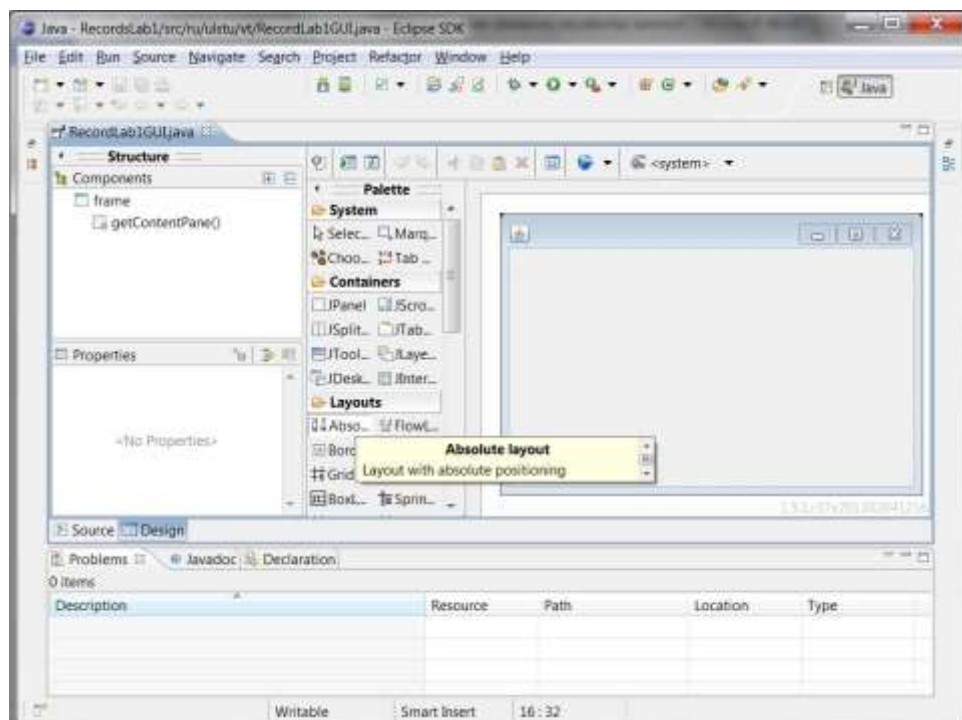 Java - RecordsLab1/src/ru/ulstu/vt/RecordLab1GUI.java - Eclipse SDK
File Edit Run Source Navigate Search Project Refactor Window Help
Java
RecordLab1GUI.java
Structure
Components
frame
getContentPane()
Properties
<No Properties>
<system>
Palette
System
Selec... Marq...
Choo... Tab ...
Containers
JPanel JScro...
JSplit... JTab...
JTool... JLaye...
JDesk... JInter...
Layouts
Abso... FlowL...
Bord
Grid
BoxL... Sprin...
Absolute layout
Layout with absolute positioning
Source Design
Problems Javadoc Declaration
0 items
Description Resource Path Location Type
Writable Smart Insert 16 : 32